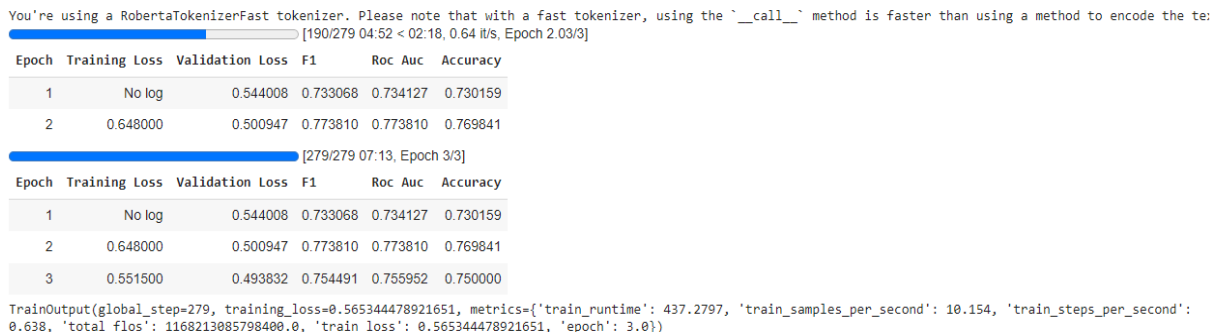 You're using a RobertaTokenizerFast tokenizer. Please note that with a fast tokenizer, using the `__call__` method is faster than using a method to encode the
[190/279 04:52 < 02:18, 0.64 it/s, Epoch 2.03/3]
Epoch Training Loss Validation Loss F1 Roc Auc Accuracy
1 No log 0.544008 0.733068 0.734127 0.730159
2 0.648000 0.500947 0.773810 0.773810 0.769841
[279/279 07:13, Epoch 3/3]
Epoch Training Loss Validation Loss F1 Roc Auc Accuracy
1 No log 0.544008 0.733068 0.734127 0.730159
2 0.648000 0.500947 0.773810 0.773810 0.769841
3 0.551500 0.493832 0.754491 0.755952 0.750000
TrainOutput(global_step=279, training_loss=0.565344478921651, metrics={'train_runtime': 437.2797, 'train_samples_per_second': 10.154, 'train_steps_per_second':
0.638, 'total_flos': 1168213085798400.0, 'train_loss': 0.565344478921651, 'epoch': 3.0})